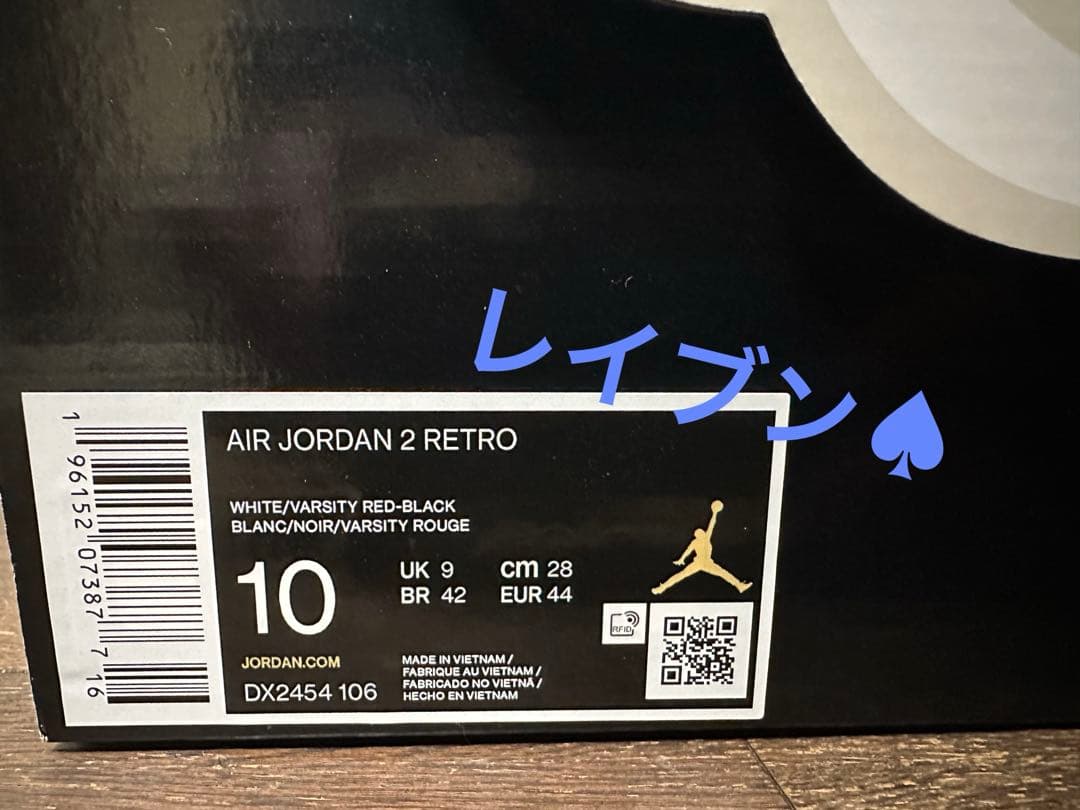 レイブン♠
AIR JORDAN 2 RETRO
WHITE/VARSITY RED-BLACK
BLANC/NOIR/VARSITY ROUGE
10
UK 9 cm 28
BR 42 EUR 44
RFID
JORDAN.COM
DX2454 106
MADE IN VIETNAM /
FABRIQUE AU VIETNAM /
FABRICADO NO VIETNÃ /
HECHO EN VIETNAM
1 96152 07387 7 16